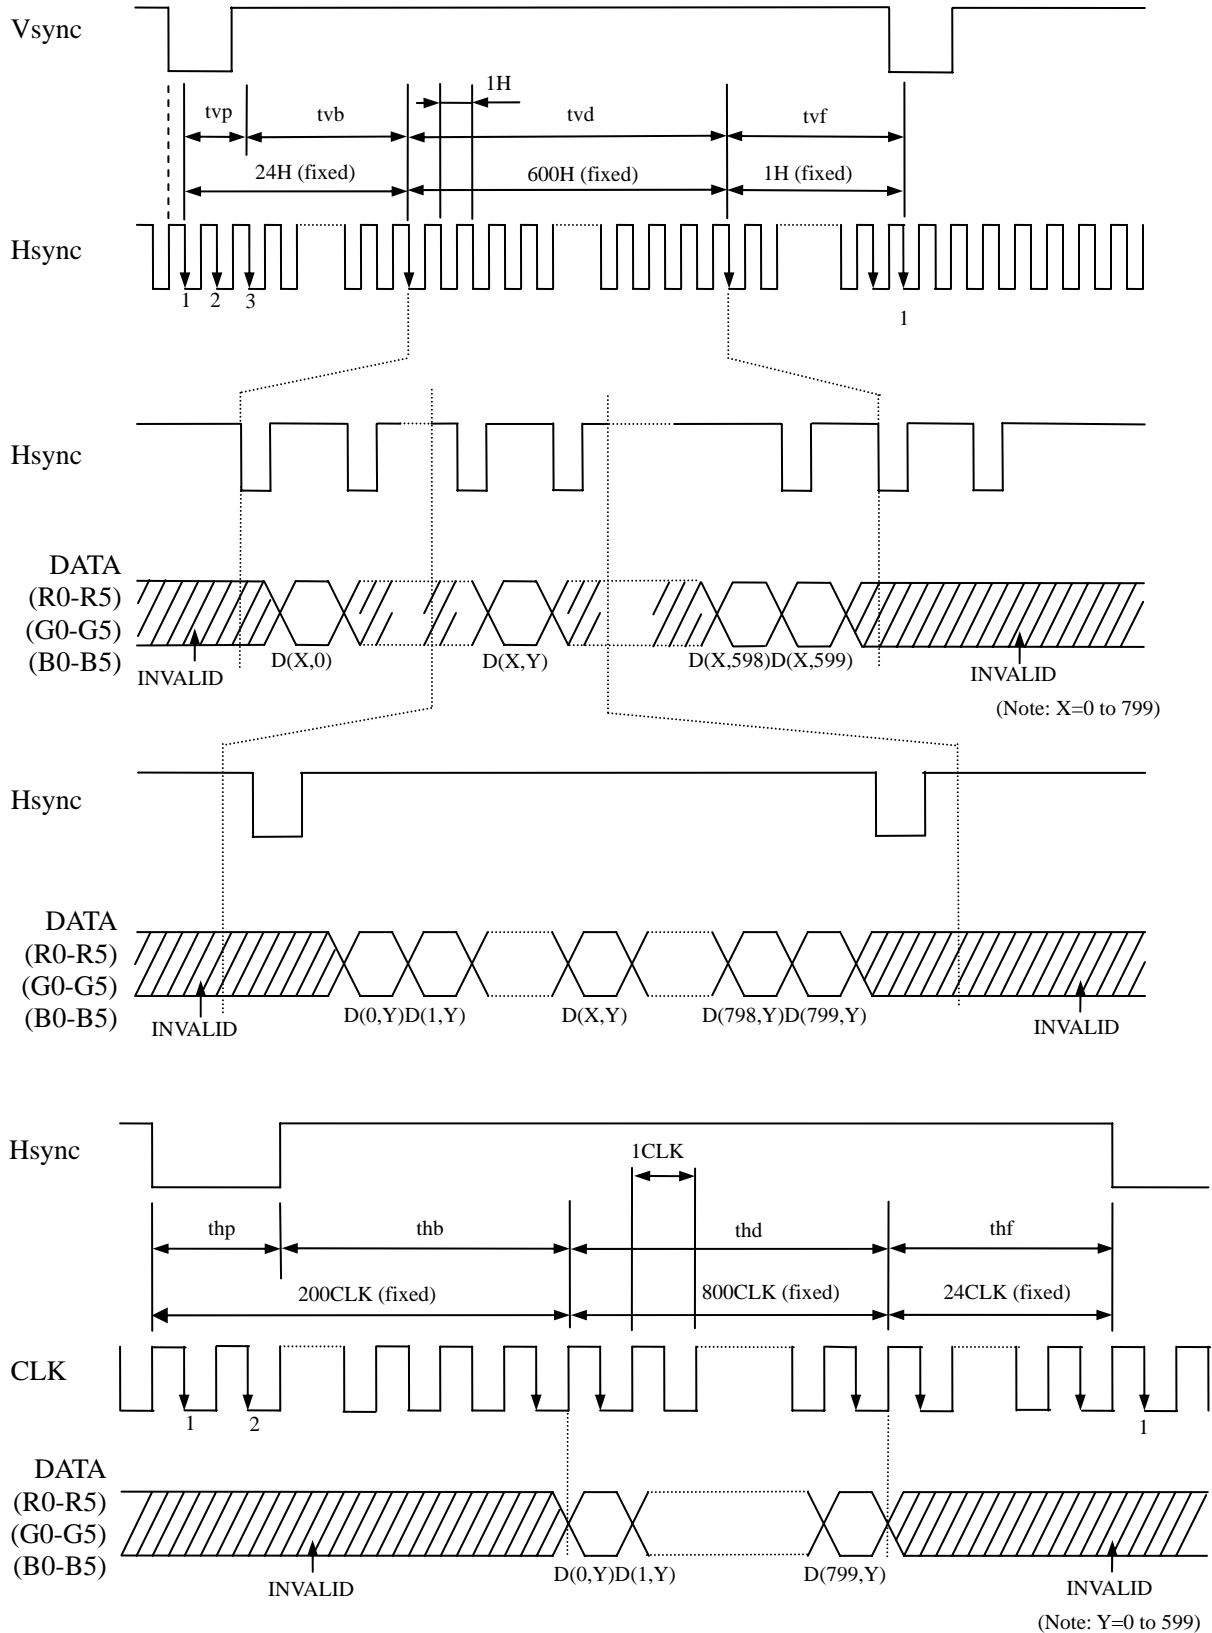 Vsync
1H
tvp
tvb
tvd
tvf
24H (fixed)
600H (fixed)
1H (fixed)
Hsync
1
2
3
1
Hsync
DATA
(R0-R5)
(G0-G5)
(B0-B5)
D(X,0)
D(X,Y)
D(X,598)D(X,599)
INVALID
INVALID
(Note: X=0 to 799)
Hsync
DATA
(R0-R5)
(G0-G5)
(B0-B5)
D(0,Y)D(1,Y)
D(X,Y)
D(798,Y)D(799,Y)
INVALID
INVALID
Hsync
1CLK
thp
thb
thd
thf
200CLK (fixed)
800CLK (fixed)
24CLK (fixed)
CLK
1
2
1
DATA
(R0-R5)
(G0-G5)
(B0-B5)
D(0,Y)D(1,Y)
D(799,Y)
INVALID
INVALID
(Note: Y=0 to 599)